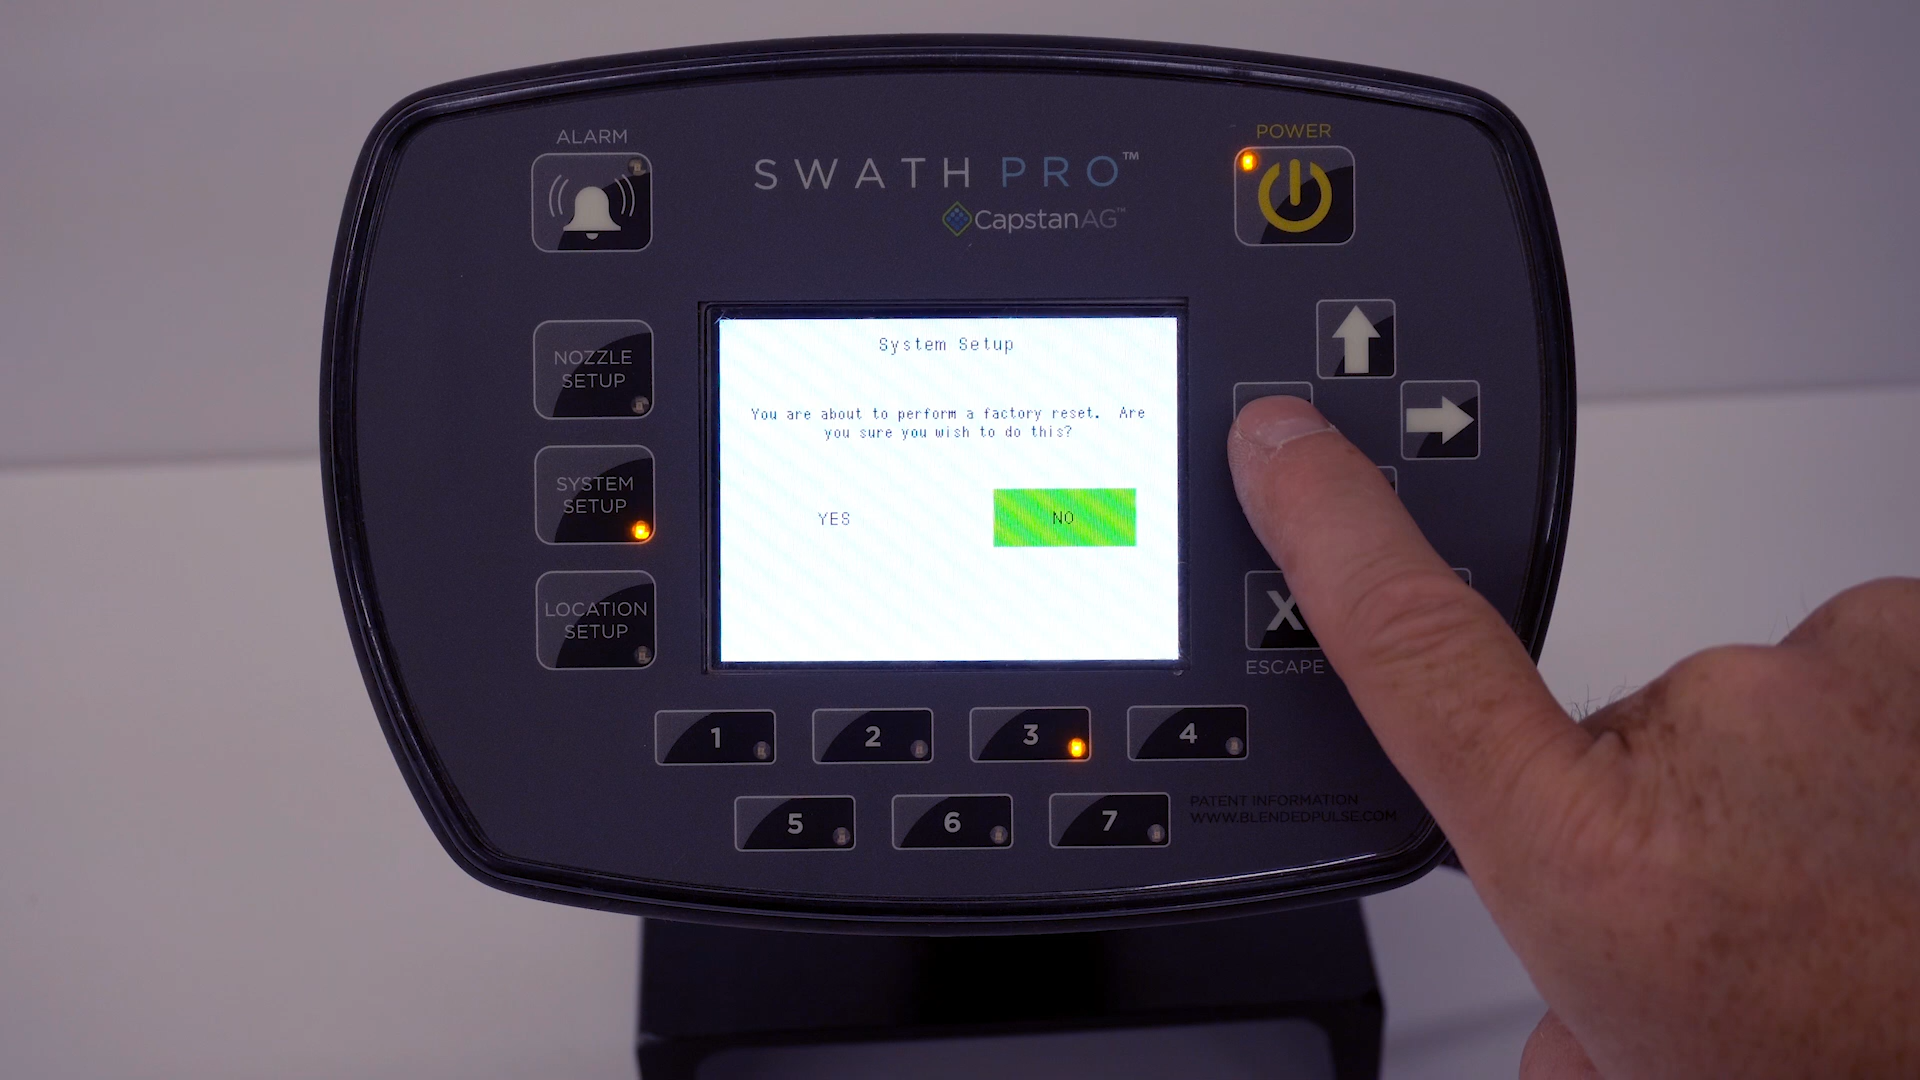 ALARM
POWER
SWATH PRO™
CapstanAG™
NOZZLE
SETUP
System Setup
You are about to perform a factory reset. Are
you sure you wish to do this?
YES
NO
SYSTEM
SETUP
LOCATION
SETUP
X
ESCAPE
1
2
3
4
5
6
7
PATENT INFORMATION
WWW.BLENDEDPULSE.COM